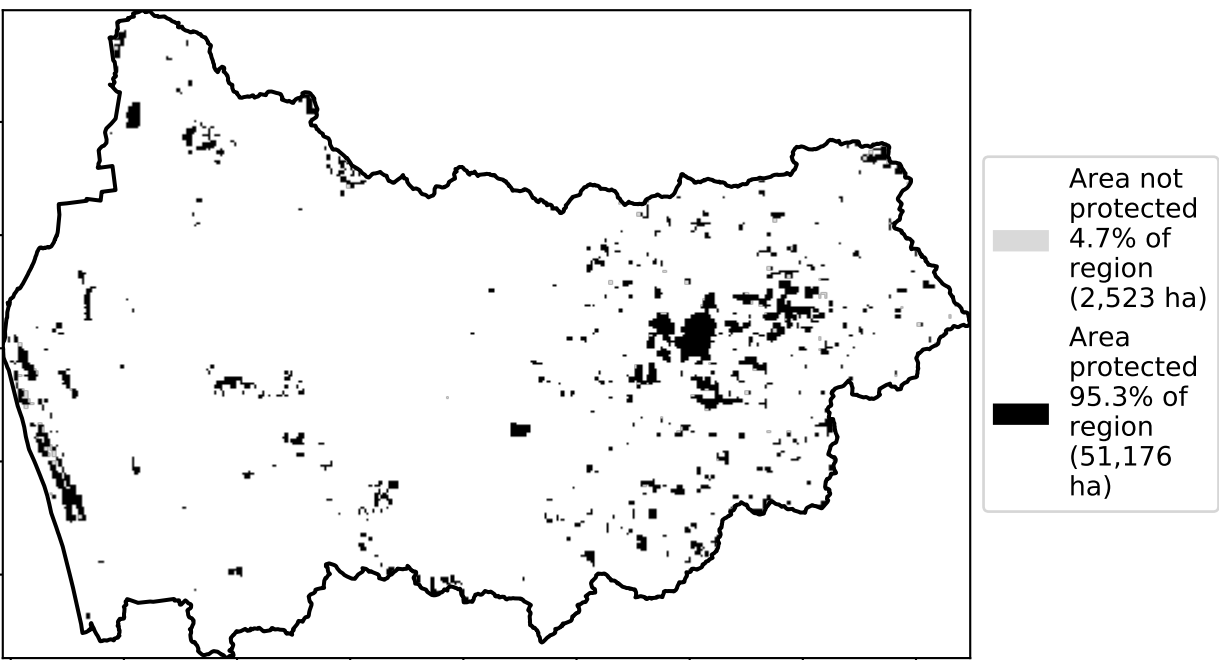 Area not
protected
4.7% of
region
(2,523 ha)
Area
protected
95.3% of
region
(51,176
ha)